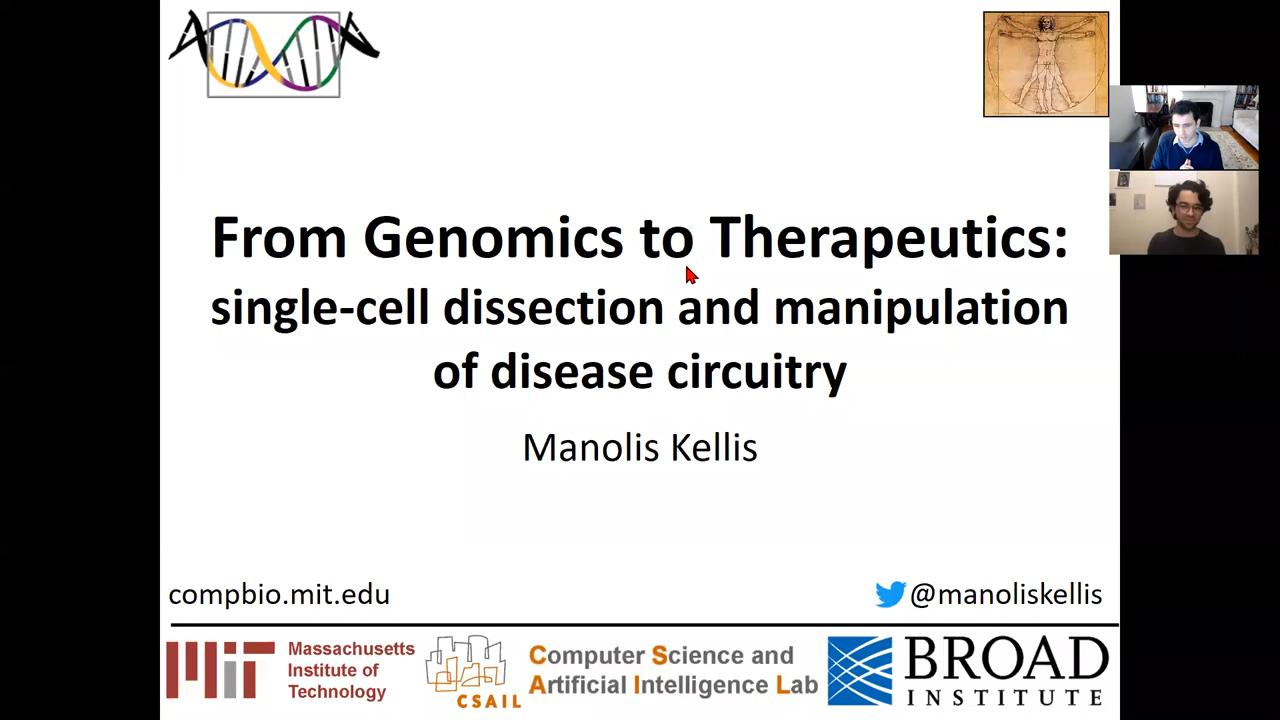 From Genomics to Therapeutics:
single-cell dissection and manipulation
of disease circuitry
Manolis Kellis
compbio.mit.edu
@manoliskellis
MIT
Massachusetts
Institute of
Technology
CSAIL
Computer Science and
Artificial Intelligence Lab
BROAD
INSTITUTE